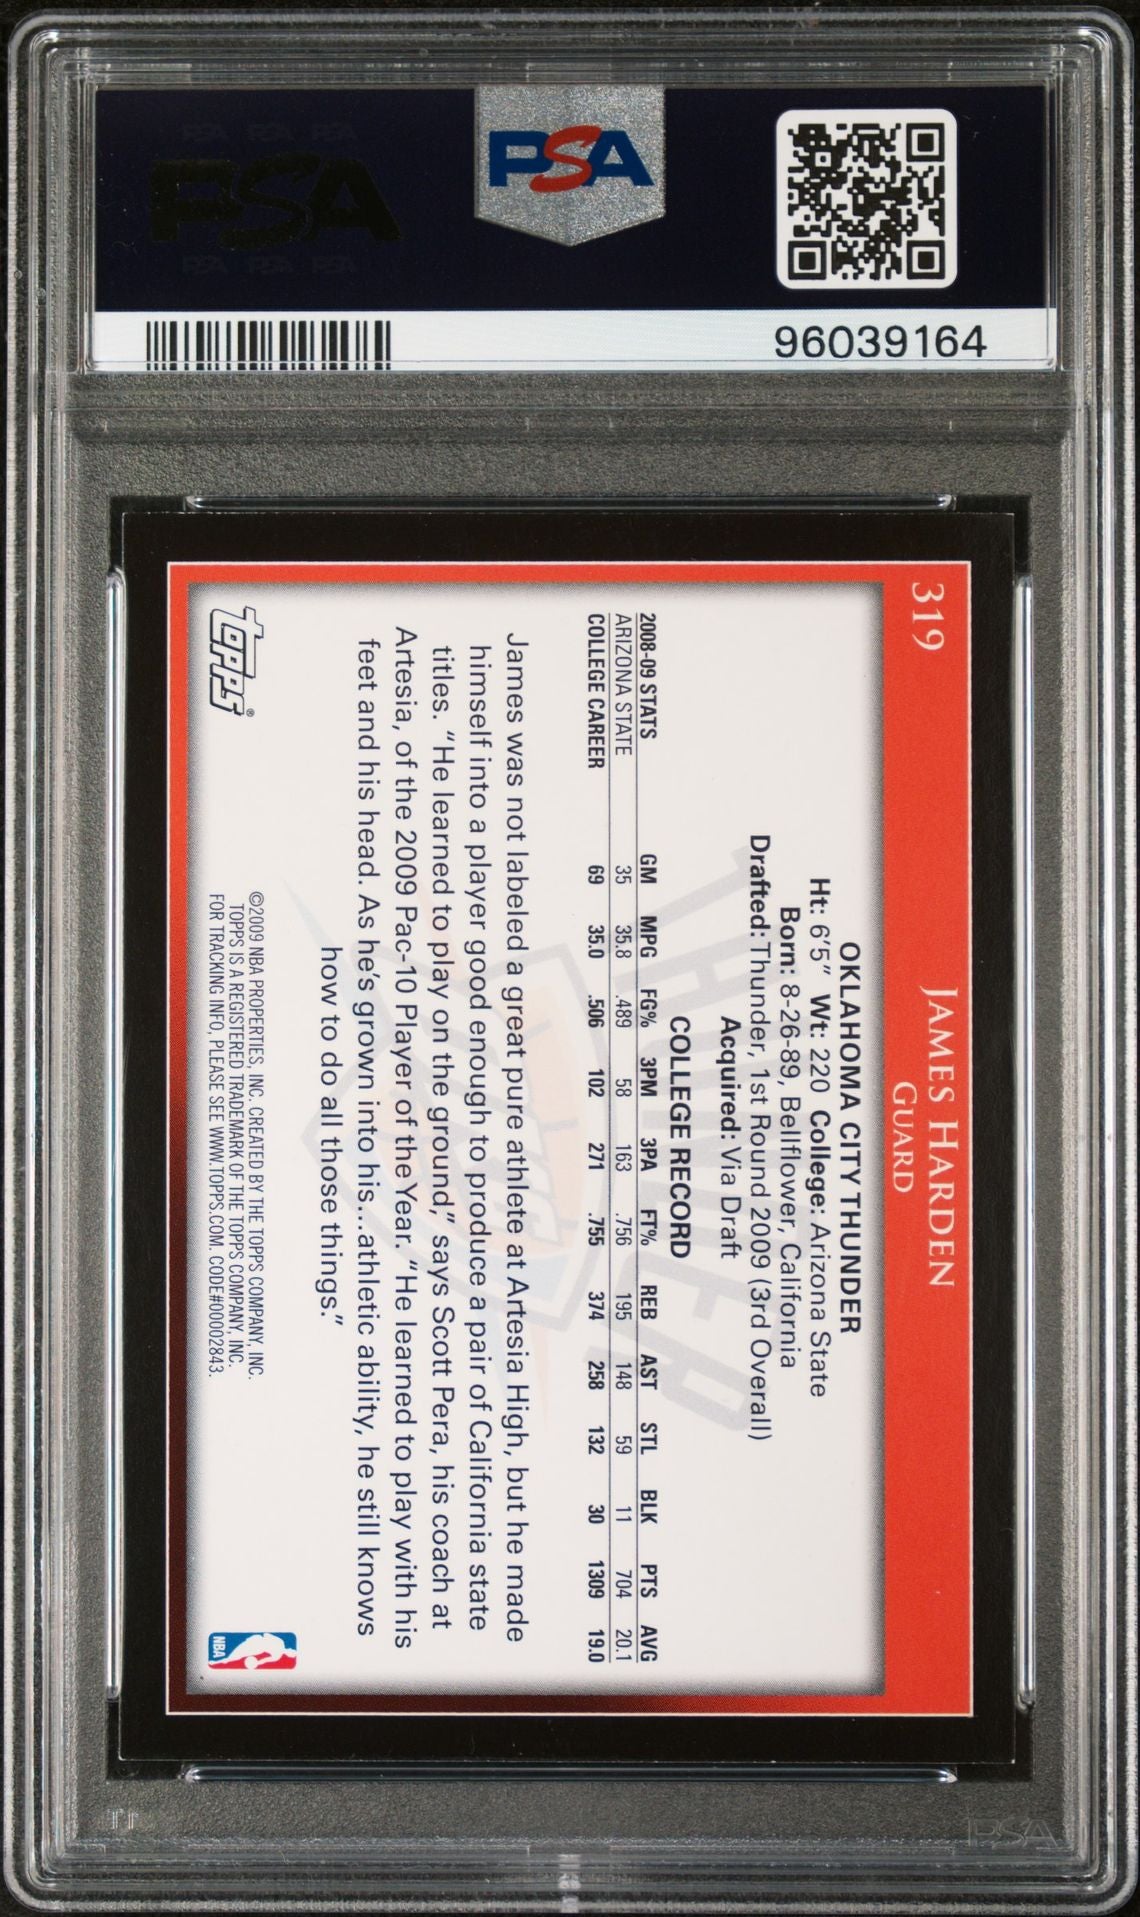 PSA PSA PSA
PSA
PSA PSA PSA
PSA
96039164
319
JAMES HARDEN
GUARD
OKLAHOMA CITY THUNDER
Ht: 6'5" Wt: 220 College: Arizona State
Born: 8-26-89, Bellflower, California
Drafted: Thunder, 1st Round 2009 (3rd Overall)
Acquired: Via Draft
COLLEGE RECORD
2008-09 STATS GM MPG FG% 3PM 3PA FT% REB AST STL BLK PTS AVG
ARIZONA STATE 35 35.8 .489 58 163 .756 195 148 59 11 704 20.1
COLLEGE CAREER 69 35.0 .506 102 271 .755 374 258 132 30 1309 19.0
James was not labeled a great pure athlete at Artesia High, but he made
himself into a player good enough to produce a pair of California state
titles. "He learned to play on the ground," says Scott Pera, his coach at
Artesia, of the 2009 Pac-10 Player of the Year. "He learned to play with his
feet and his head. As he's grown into his....athletic ability, he still knows
how to do all those things."
©2009 NBA PROPERTIES, INC. CREATED BY THE TOPPS COMPANY, INC.
TOPPS IS A REGISTERED TRADEMARK OF THE TOPPS COMPANY, INC.
FOR TRACKING INFO, PLEASE SEE WWW.TOPPS.COM. CODE#00002843.
Topps®
NBA
THUNDER
PSA